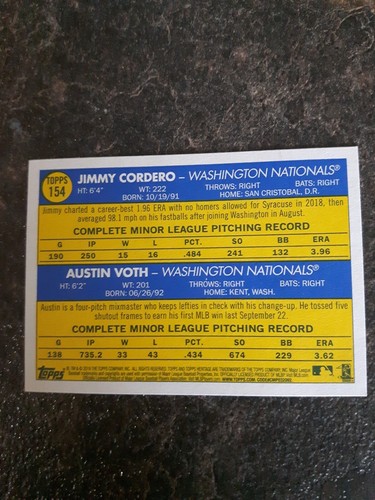 TOPPS
154
JIMMY CORDERO – WASHINGTON NATIONALS®
HT: 6'4" WT: 222 THROWS: RIGHT BATS: RIGHT
BORN: 10/19/91 HOME: SAN CRISTOBAL, D.R.
Jimmy charted a career-best 1.96 ERA with no homers allowed for Syracuse in 2018, then
averaged 98.1 mph on his fastballs after joining Washington in August.
COMPLETE MINOR LEAGUE PITCHING RECORD
G IP W L PCT. SO BB ERA
190 250 15 16 .484 241 132 3.96
AUSTIN VOTH – WASHINGTON NATIONALS®
HT: 6'2" WT: 201 THROWS: RIGHT BATS: RIGHT
BORN: 06/26/92 HOME: KENT, WASH.
Austin is a four-pitch mixmaster who keeps lefties in check with his change-up. He tossed five
shutout frames to earn his first MLB win last September 22.
COMPLETE MINOR LEAGUE PITCHING RECORD
G IP W L PCT. SO BB ERA
138 735.2 33 43 .434 674 229 3.62
Topps
WWW.TOPPS.COM